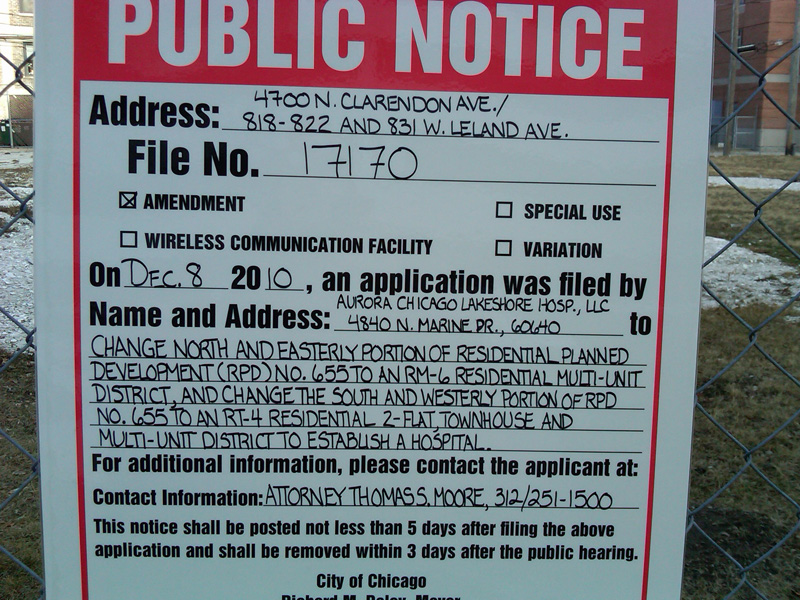 PUBLIC NOTICE
Address: 4700 N. CLARENDON AVE./
818-822 AND 831 W. LELAND AVE.
File No. 17170
☒ AMENDMENT ☐ SPECIAL USE
☐ WIRELESS COMMUNICATION FACILITY ☐ VARIATION
On DEC. 8 2010, an application was filed by
Name and Address: AURORA CHICAGO LAKESHORE HOSP., LLC
4840 N. MARINE DR., 60640 to
CHANGE NORTH AND EASTERLY PORTION OF RESIDENTIAL PLANNED
DEVELOPMENT (RPD) NO. 655 TO AN RM-6 RESIDENTIAL MULTI-UNIT
DISTRICT, AND CHANGE THE SOUTH AND WESTERLY PORTION OF RPD
NO. 655 TO AN RT-4 RESIDENTIAL 2-FLAT, TOWNHOUSE AND
MULTI-UNIT DISTRICT TO ESTABLISH A HOSPITAL.
For additional information, please contact the applicant at:
Contact Information: ATTORNEY THOMAS S. MOORE, 312/251-1500
This notice shall be posted not less than 5 days after filing the above
application and shall be removed within 3 days after the public hearing.
City of Chicago
Richard M. Daley, Mayor